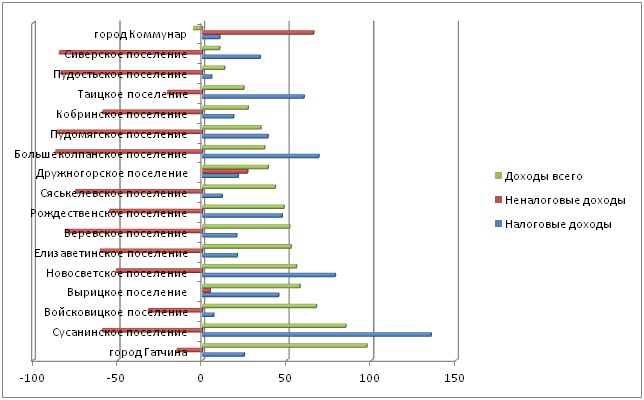 город Коммунар
Сиверское поселение
Пудостьское поселение
Таицкое поселение
Кобринское поселение
Пудомягское поселение
Большеколпанское поселение
Дружногорское поселение
Сяськелевское поселение
Рождественское поселение
Веревское поселение
Елизаветинское поселение
Новосветское поселение
Вырицкое поселение
Войсковицкое поселение
Сусанинское поселение
город Гатчина
-100 -50 0 50 100 150
Доходы всего
Неналоговые доходы
Налоговые доходы